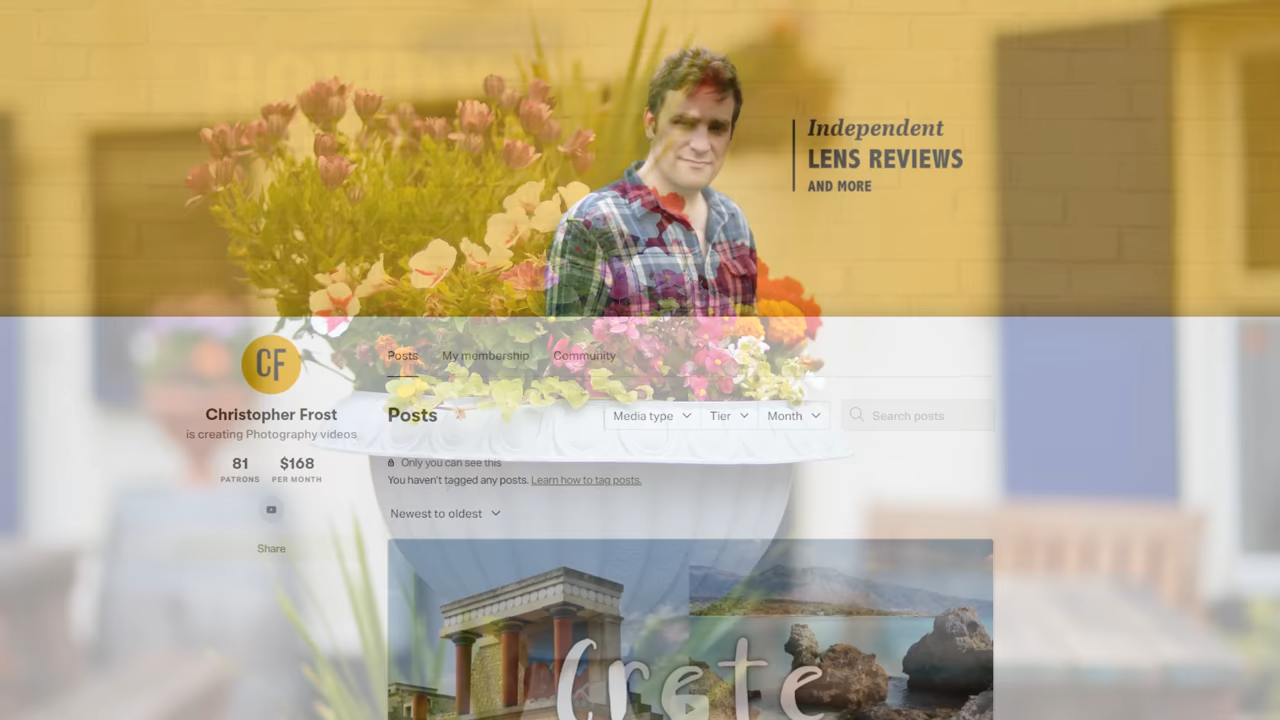 Independent
LENS REVIEWS
AND MORE
CF
Posts My membership Community
Christopher Frost
is creating Photography videos
81 $168
PATRONS PER MONTH
Share
Posts Media type Tier Month Search posts
Only you can see this
You haven't tagged any posts. Learn how to tag posts.
Newest to oldest
Crete